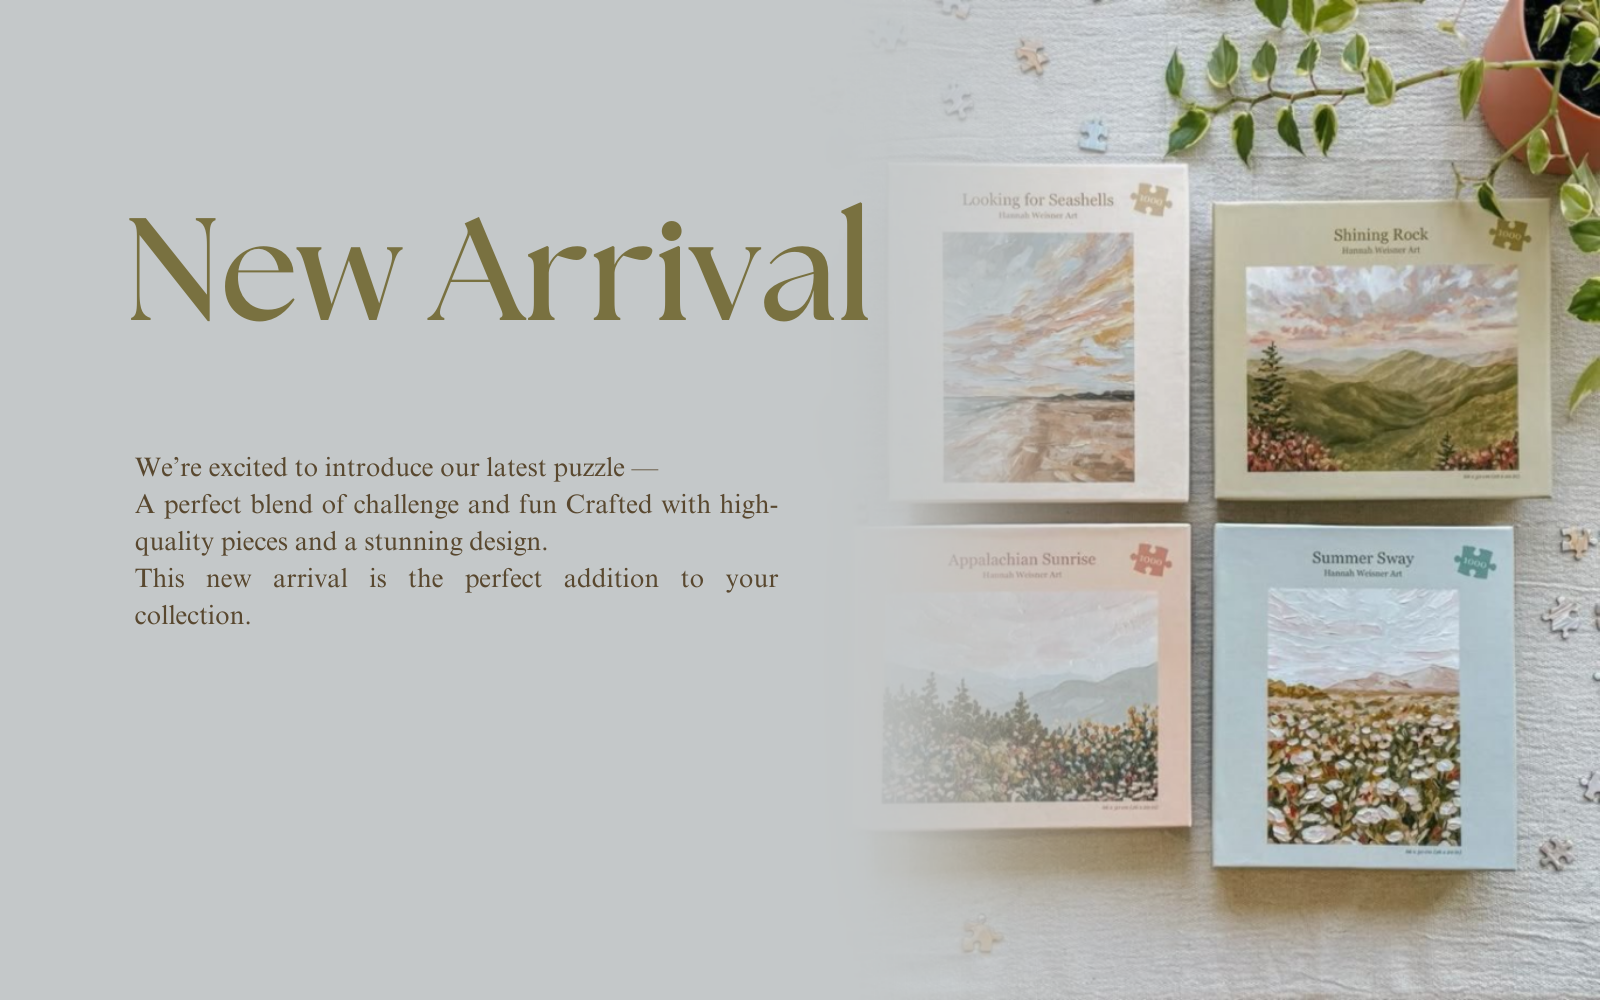 New Arrival
We’re excited to introduce our latest puzzle —
A perfect blend of challenge and fun Crafted with high-
quality pieces and a stunning design.
This new arrival is the perfect addition to your
collection.
Looking for Seashells
Hannah Weisner Art
1000
Shining Rock
Hannah Weisner Art
1000
Appalachian Sunrise
Hannah Weisner Art
1000
Summer Sway
Hannah Weisner Art
1000